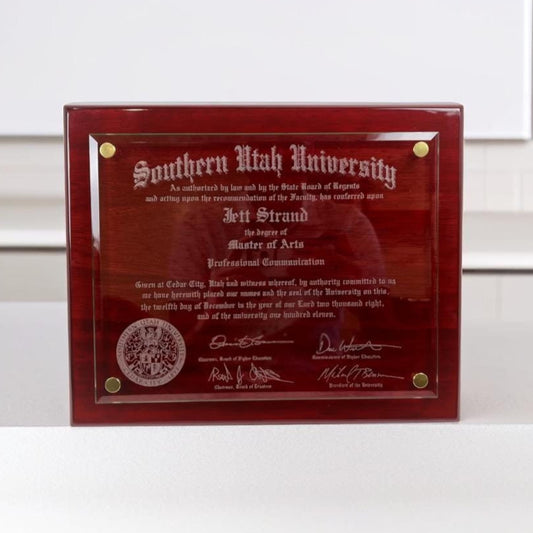 Southern Utah University
As authorized by law and by the State Board of Regents
and acting upon the recommendation of the Faculty, has conferred upon
Jett Strand
the degree of
Master of Arts
Professional Communication
Given at Cedar City, Utah and witness whereof, by authority committed to us
we have herewith placed our names and the seal of the University on this,
the twelfth day of December in the year of our Lord two thousand eight,
and of the university one hundred eleven.
Chairman, Board of Higher Education
Commissioner of Higher Education
Chairman, Board of Trustees
President of the University